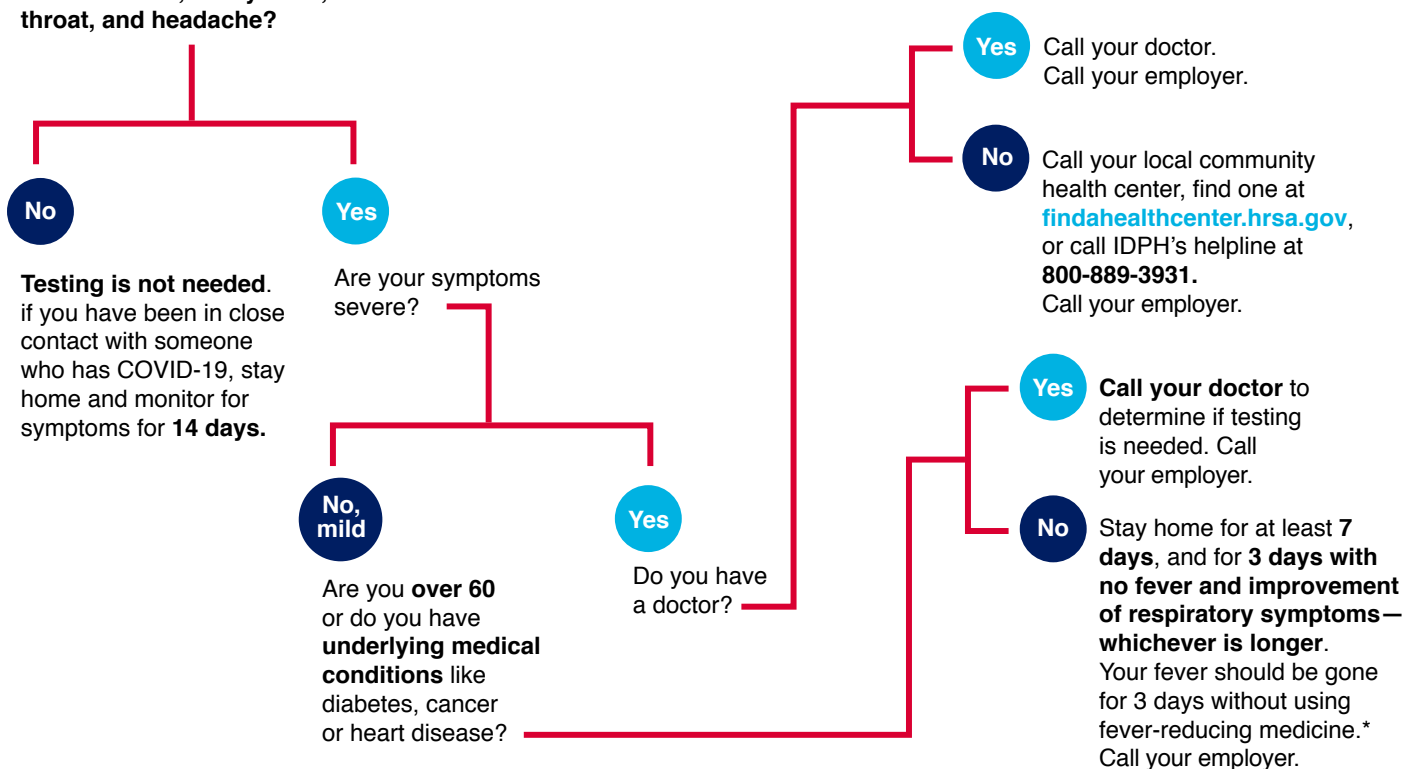 throat, and headache?
No
Yes
Testing is not needed.
if you have been in close
contact with someone
who has COVID-19, stay
home and monitor for
symptoms for 14 days.
Are your symptoms
severe?
No,
mild
Yes
Are you over 60
or do you have
underlying medical
conditions like
diabetes, cancer
or heart disease?
Do you have
a doctor?
Yes
Call your doctor.
Call your employer.
No
Call your local community
health center, find one at
findahealthcenter.hrsa.gov,
or call IDPH’s helpline at
800-889-3931.
Call your employer.
Yes
Call your doctor to
determine if testing
is needed. Call
your employer.
No
Stay home for at least 7
days, and for 3 days with
no fever and improvement
of respiratory symptoms—
whichever is longer.
Your fever should be gone
for 3 days without using
fever-reducing medicine.*
Call your employer.